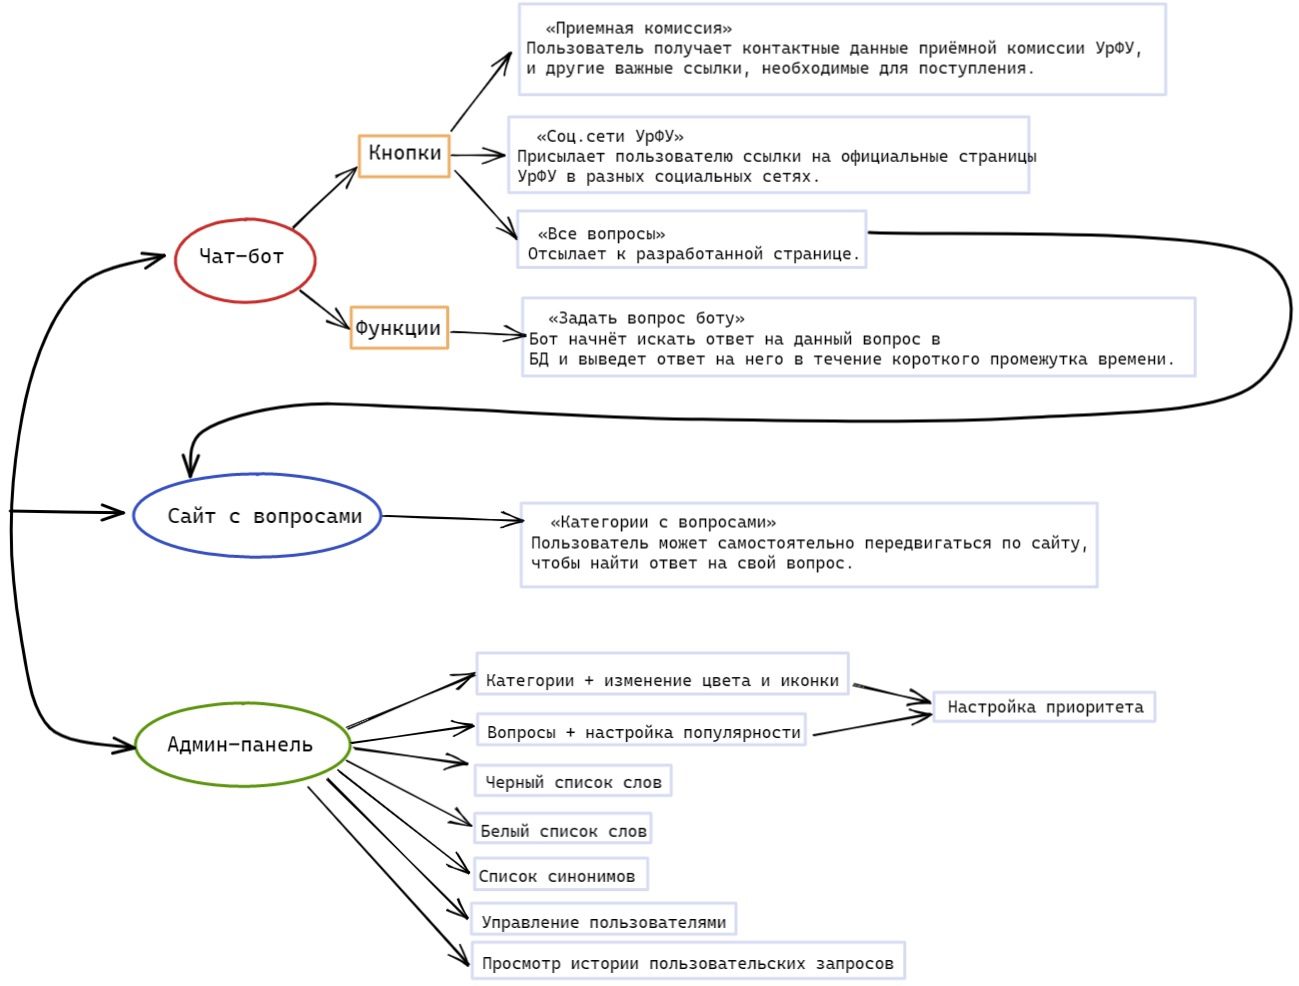 «Приемная комиссия»
Пользователь получает контактные данные приёмной комиссии УрФУ,
и другие важные ссылки, необходимые для поступления.
«Соц.сети УрФУ»
Присылает пользователю ссылки на официальные страницы
УрФУ в разных социальных сетях.
Кнопки
«Все вопросы»
Отсылает к разработанной странице.
Чат-бот
Функции
«Задать вопрос боту»
Бот начнёт искать ответ на данный вопрос в
БД и выведет ответ на него в течение короткого промежутка времени.
Сайт с вопросами
«Категории с вопросами»
Пользователь может самостоятельно передвигаться по сайту,
чтобы найти ответ на свой вопрос.
Админ-панель
Категории + изменение цвета и иконки
Вопросы + настройка популярности
Настройка приоритета
Черный список слов
Белый список слов
Список синонимов
Управление пользователями
Просмотр истории пользовательских запросов